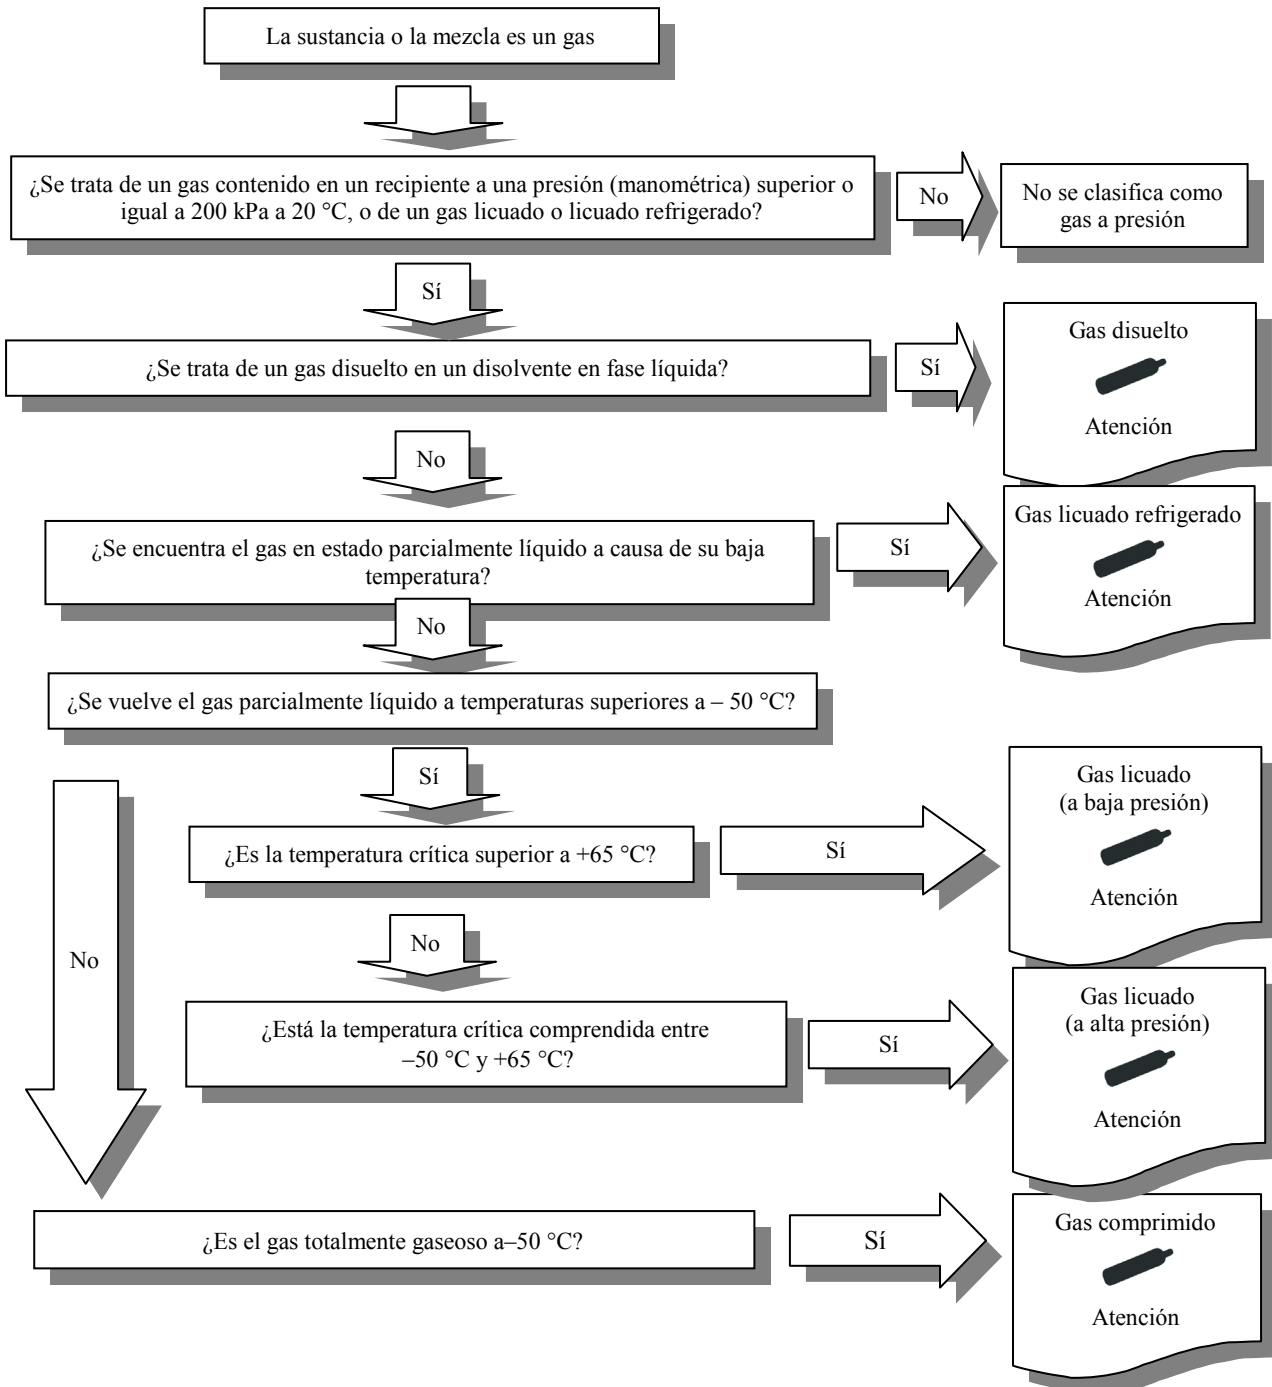 La sustancia o la mezcla es un gas
¿Se trata de un gas contenido en un recipiente a una presión (manométrica) superior o
igual a 200 kPa a 20 °C, o de un gas licuado o licuado refrigerado?
No
No se clasifica como
gas a presión
Sí
¿Se trata de un gas disuelto en un disolvente en fase líquida?
Sí
Gas disuelto
Atención
No
¿Se encuentra el gas en estado parcialmente líquido a causa de su baja
temperatura?
Sí
Gas licuado refrigerado
Atención
No
¿Se vuelve el gas parcialmente líquido a temperaturas superiores a – 50 °C?
Sí
¿Es la temperatura crítica superior a +65 °C?
Sí
Gas licuado
(a baja presión)
Atención
No
No
¿Está la temperatura crítica comprendida entre
–50 °C y +65 °C?
Sí
Gas licuado
(a alta presión)
Atención
¿Es el gas totalmente gaseoso a–50 °C?
Sí
Gas comprimido
Atención